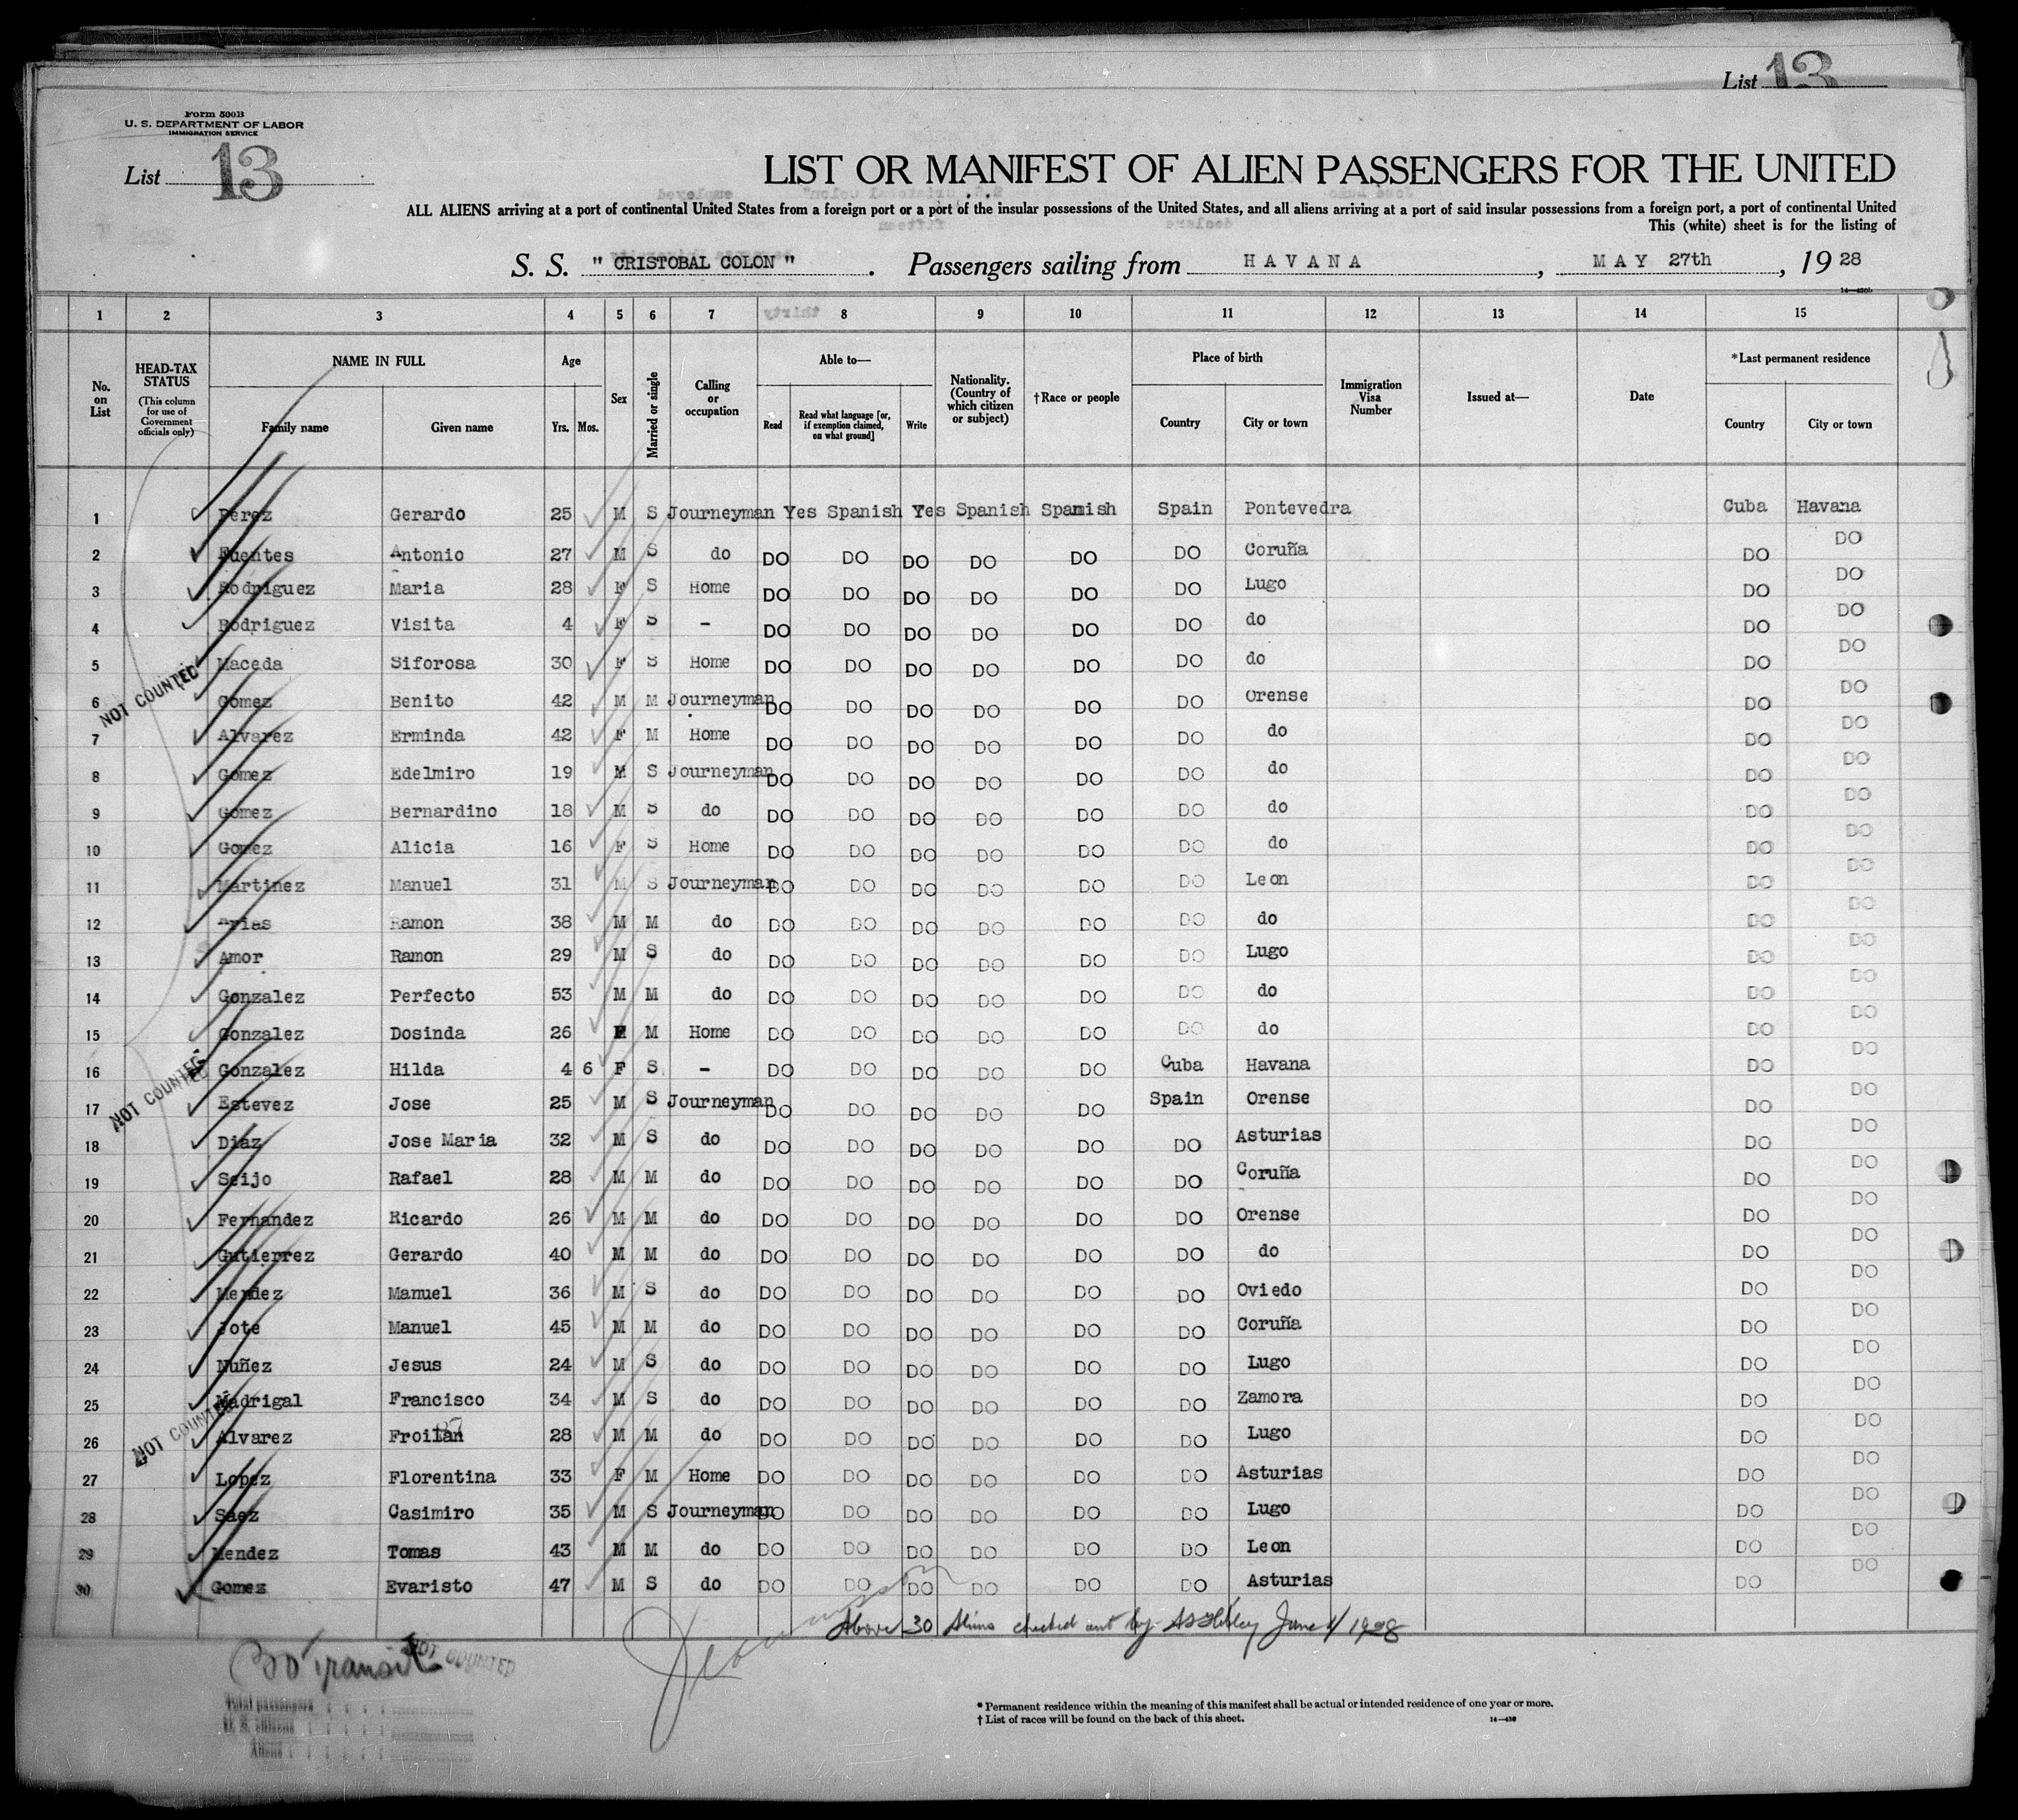 List 13
Form 500B
U. S. DEPARTMENT OF LABOR
IMMIGRATION SERVICE
List 13
LIST OR MANIFEST OF ALIEN PASSENGERS FOR THE UNITED
ALL ALIENS arriving at a port of continental United States from a foreign port or a port of the insular possessions of the United States, and all aliens arriving at a port of said insular possessions from a foreign port, a port of continental United
This (white) sheet is for the listing of
S. S. " CRISTOBAL COLON " . Passengers sailing from HAVANA , MAY 27th , 19 28
1 2 3 4 5 6 7 8 9 10 11 12 13 14 15
No. on List
HEAD-TAX STATUS (This column for use of Government officials only)
NAME IN FULL Family name Given name
Age Yrs. Mos.
Sex
Married or single
Calling or occupation
Able to— Read Read what language [or, if exemption claimed, on what ground] Write
Nationality. (Country of which citizen or subject)
†Race or people
Place of birth Country City or town
Immigration Visa Number
Issued at—
Date
*Last permanent residence Country City or town
1 Perez Gerardo 25 M S Journeyman Yes Spanish Yes Spanish Spanish Spain Pontevedra Cuba Havana
2 Fuentes Antonio 27 M S do DO DO DO DO DO DO Coruña DO DO
3 Rodriguez Maria 28 F S Home DO DO DO DO DO DO Lugo DO DO
4 Rodriguez Visita 4 F S - DO DO DO DO DO DO do DO DO
5 Maceda Siforosa 30 F S Home DO DO DO DO DO DO do DO DO
NOT COUNTED
6 Gomez Benito 42 M M Journeyman DO DO DO DO DO DO Orense DO DO
7 Alvarez Erminda 42 F M Home DO DO DO DO DO DO do DO DO
8 Gomez Edelmiro 19 M S Journeyman DO DO DO DO DO DO do DO DO
9 Gomez Bernardino 18 M S do DO DO DO DO DO DO do DO DO
10 Gomez Alicia 16 F S Home DO DO DO DO DO DO do DO DO
11 Martinez Manuel 31 M S Journeyman DO DO DO DO DO DO Leon DO DO
12 Arias Ramon 38 M M do DO DO DO DO DO DO do DO DO
13 Amor Ramon 29 M S do DO DO DO DO DO DO Lugo DO DO
14 Gonzalez Perfecto 53 M M do DO DO DO DO DO DO do DO DO
15 Gonzalez Dosinda 26 F M Home DO DO DO DO DO DO do DO DO
16 Gonzalez Hilda 4 6 F S - DO DO DO DO DO Cuba Havana DO DO
NOT COUNTED
17 Estevez Jose 25 M S Journeyman DO DO DO DO DO Spain Orense DO DO
18 Diaz Jose Maria 32 M S do DO DO DO DO DO DO Asturias DO DO
19 Seijo Rafael 28 M M do DO DO DO DO DO DO Coruña DO DO
20 Fernandez Ricardo 26 M M do DO DO DO DO DO DO Orense DO DO
21 Gutierrez Gerardo 40 M M do DO DO DO DO DO DO do DO DO
22 Mendez Manuel 36 M S do DO DO DO DO DO DO Oviedo DO DO
23 Jote Manuel 45 M M do DO DO DO DO DO DO Coruña DO DO
24 Nuñez Jesus 24 M S do DO DO DO DO DO DO Lugo DO DO
25 Madrigal Francisco 34 M S do DO DO DO DO DO DO Zamora DO DO
NOT COUNTED
26 Alvarez Froilan 28 M M do DO DO DO DO DO DO Lugo DO DO
27 Lopez Florentina 33 F M Home DO DO DO DO DO DO Asturias DO DO
28 Saez Casimiro 35 M S Journeyman DO DO DO DO DO DO Lugo DO DO
29 Mendez Tomas 43 M M do DO DO DO DO DO DO Leon DO DO
30 Gomez Evaristo 47 M S do DO DO DO DO DO DO Asturias DO DO
Above 30 Aliens checked out by June 1/1928
30 Transit NOT COUNTED
Total passengers
U. S. citizens
Aliens
* Permanent residence within the meaning of this manifest shall be actual or intended residence of one year or more.
† List of races will be found on the back of this sheet.
14—430